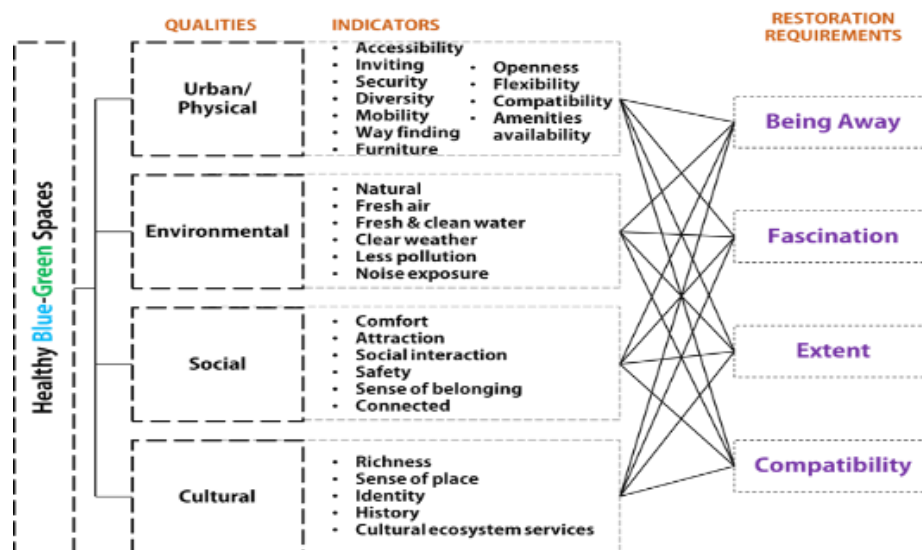 QUALITIES
INDICATORS
RESTORATION
REQUIREMENTS
Healthy Blue-Green Spaces
Urban/
Physical
• Accessibility
• Inviting
• Security
• Diversity
• Mobility
• Way finding
• Furniture
• Openness
• Flexibility
• Compatibility
• Amenities
availability
Environmental
• Natural
• Fresh air
• Fresh & clean water
• Clear weather
• Less pollution
• Noise exposure
Social
• Comfort
• Attraction
• Social interaction
• Safety
• Sense of belonging
• Connected
Cultural
• Richness
• Sense of place
• Identity
• History
• Cultural ecosystem services
Being Away
Fascination
Extent
Compatibility